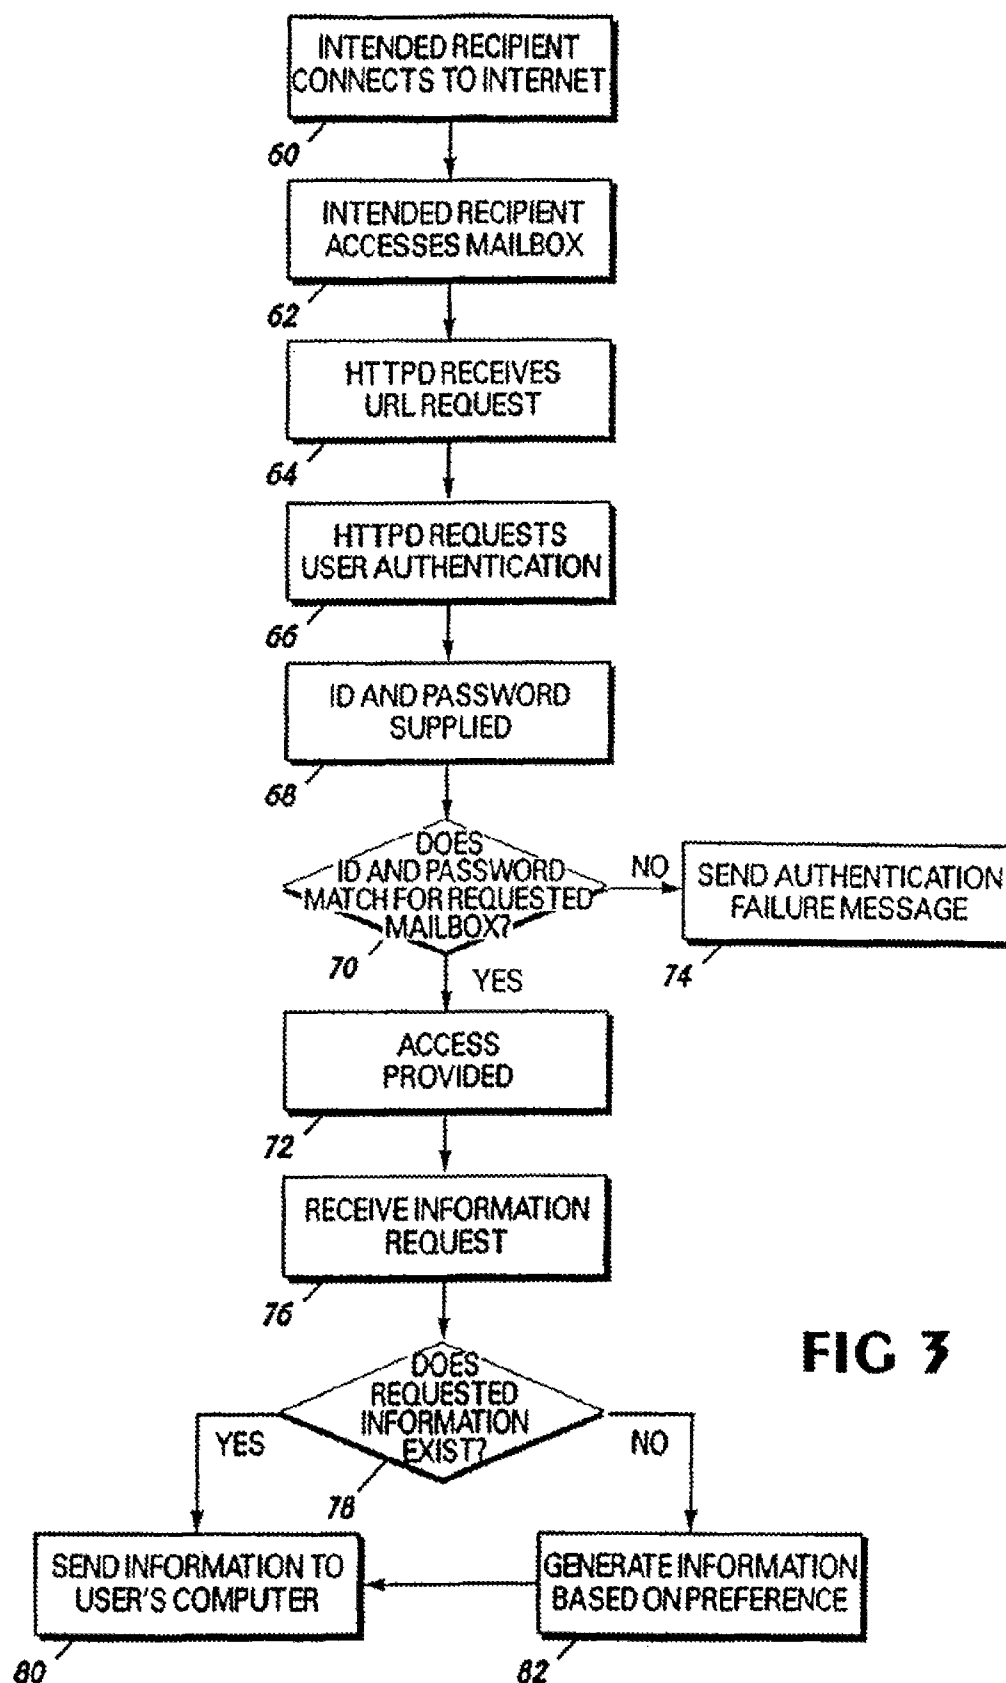 INTENDED RECIPIENT
CONNECTS TO INTERNET
60
INTENDED RECIPIENT
ACCESSES MAILBOX
62
HTTPD RECEIVES
URL REQUEST
64
HTTPD REQUESTS
USER AUTHENTICATION
66
ID AND PASSWORD
SUPPLIED
68
DOES
ID AND PASSWORD
MATCH FOR REQUESTED
MAILBOX?
70
NO
SEND AUTHENTICATION
FAILURE MESSAGE
74
YES
ACCESS
PROVIDED
72
RECEIVE INFORMATION
REQUEST
76
FIG 3
DOES
REQUESTED
INFORMATION
EXIST?
78
YES
NO
SEND INFORMATION TO
USER'S COMPUTER
80
GENERATE INFORMATION
BASED ON PREFERENCE
82